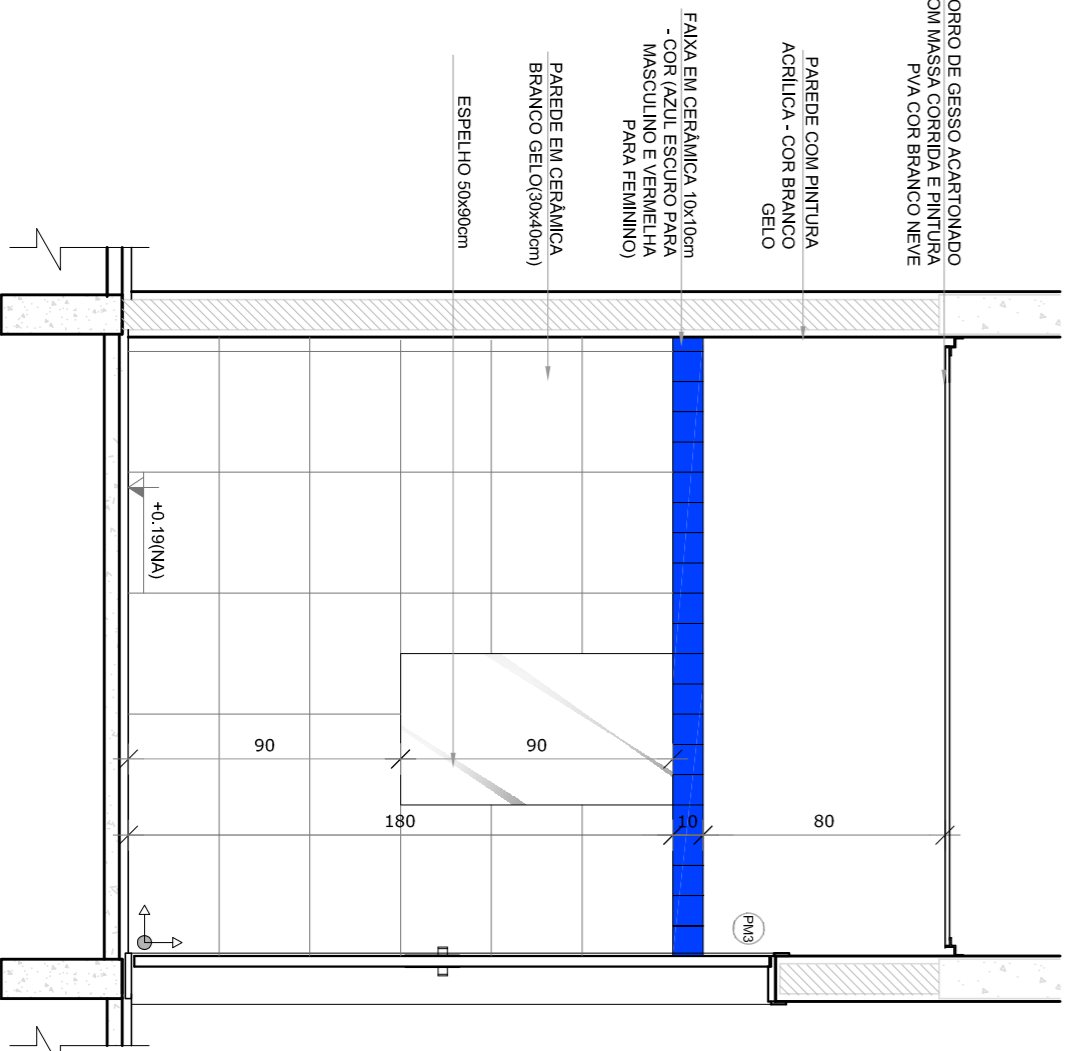 ORRO DE GESSO ACARTONADO
OM MASSA CORRIDA E PINTURA
PVA COR BRANCO NEVE
PAREDE COM PINTURA
ACRÍLICA - COR BRANCO
GELO
FAIXA EM CERÂMICA 10x10cm
- COR (AZUL ESCURO PARA
MASCULINO E VERMELHA
PARA FEMININO)
PAREDE EM CERÂMICA
BRANCO GELO(30x40cm)
ESPELHO 50x90cm
+0.19(NA)
90
90
180
10
80
PM3